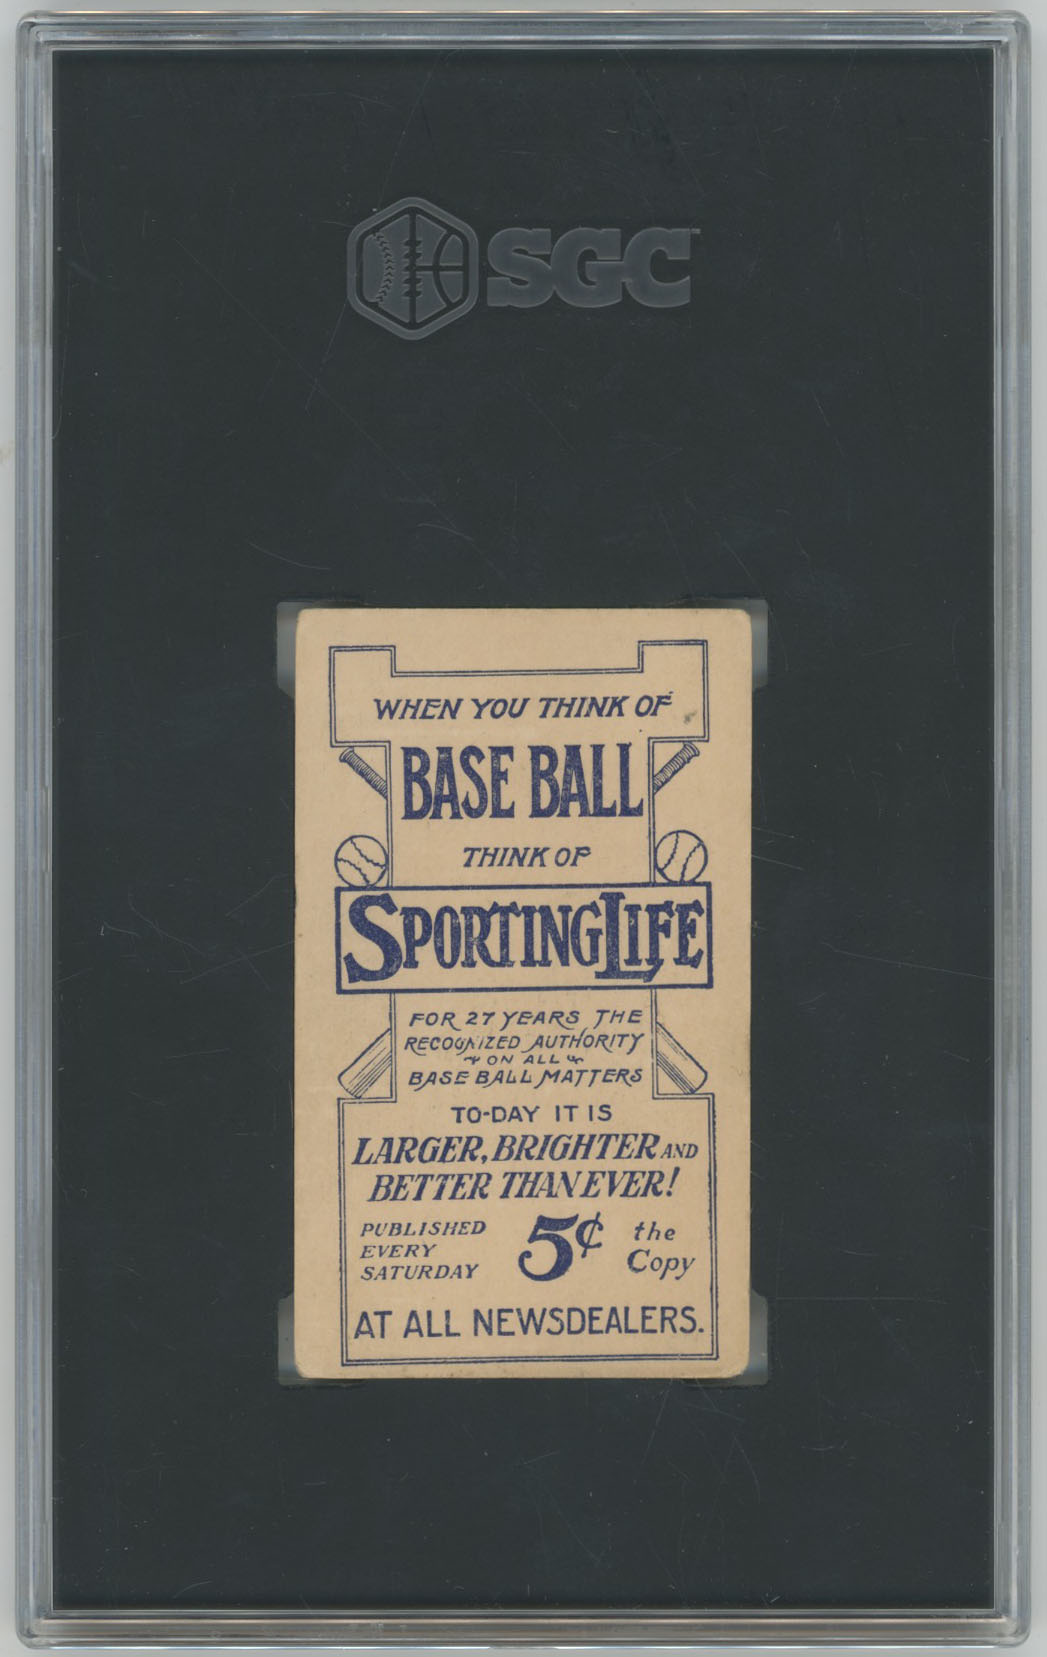 SGC
WHEN YOU THINK OF
BASE BALL
THINK OF
SPORTING LIFE
FOR 27 YEARS THE
RECOGNIZED AUTHORITY
ON ALL
BASE BALL MATTERS
TO-DAY IT IS
LARGER, BRIGHTER AND
BETTER THAN EVER!
PUBLISHED
EVERY
SATURDAY
5¢
the
Copy
AT ALL NEWSDEALERS.